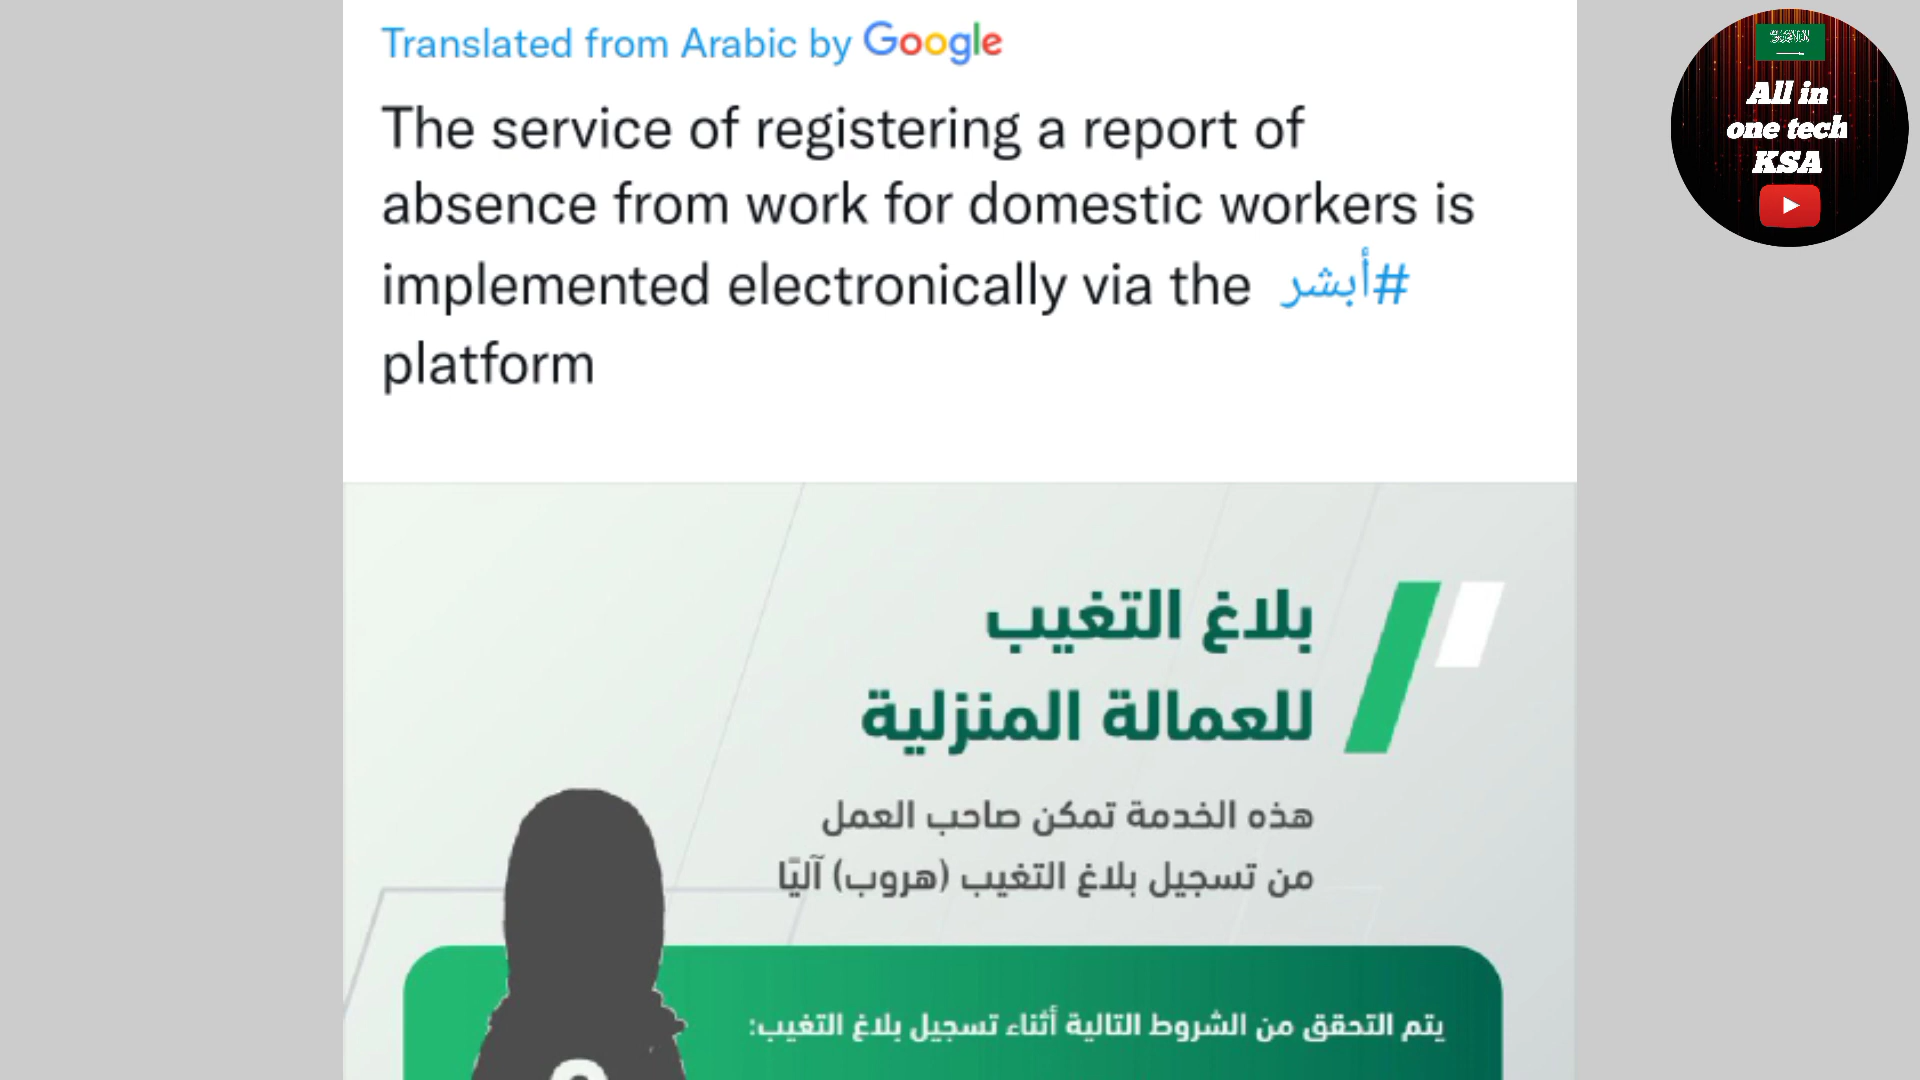 Translated from Arabic by Google
The service of registering a report of
absence from work for domestic workers is
implemented electronically via the #أبشر
platform
All in
one tech
KSA
بلاغ التغيب
للعمالة المنزلية
هذه الخدمة تمكن صاحب العمل
من تسجيل بلاغ التغيب (هروب) آليًا
يتم التحقق من الشروط التالية أثناء تسجيل بلاغ التغيب: